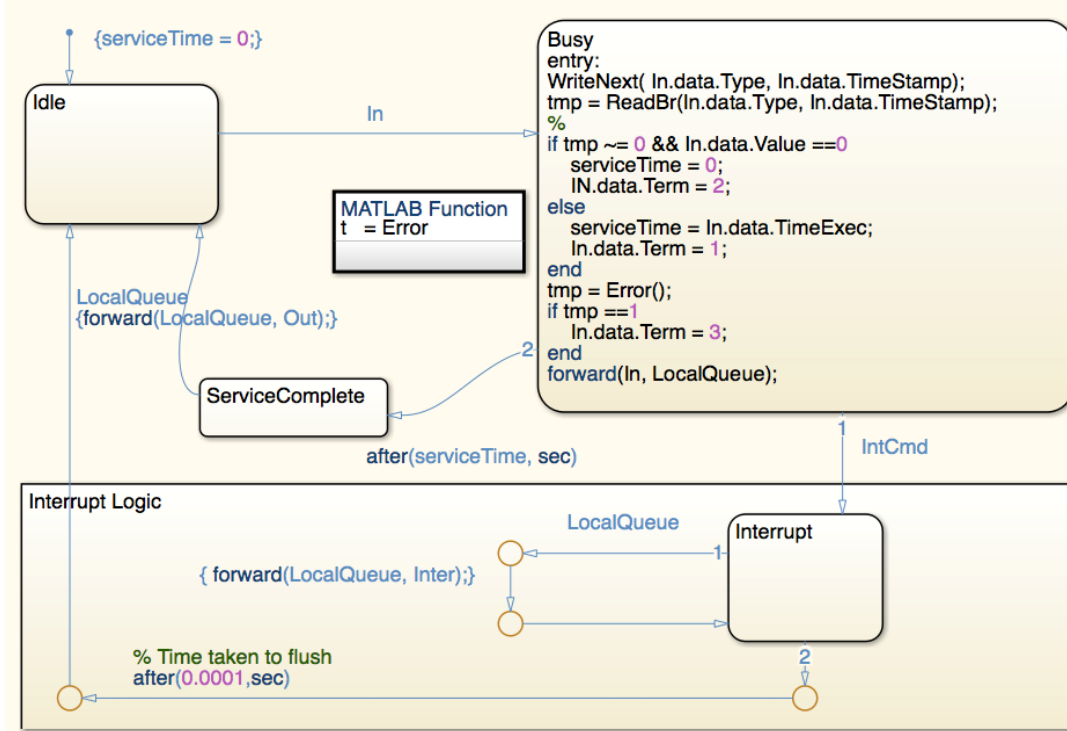 {serviceTime = 0;}
Idle
In
Busy
entry:
WriteNext( In.data.Type, In.data.TimeStamp);
tmp = ReadBr(In.data.Type, In.data.TimeStamp);
%
if tmp ~= 0 && In.data.Value ==0
serviceTime = 0;
IN.data.Term = 2;
else
serviceTime = In.data.TimeExec;
In.data.Term = 1;
end
tmp = Error();
if tmp ==1
In.data.Term = 3;
end
forward(In, LocalQueue);
MATLAB Function
t = Error
LocalQueue
{forward(LocalQueue, Out);}
2
ServiceComplete
after(serviceTime, sec)
1
IntCmd
Interrupt Logic
LocalQueue
1
Interrupt
{ forward(LocalQueue, Inter);}
2
% Time taken to flush
after(0.0001,sec)